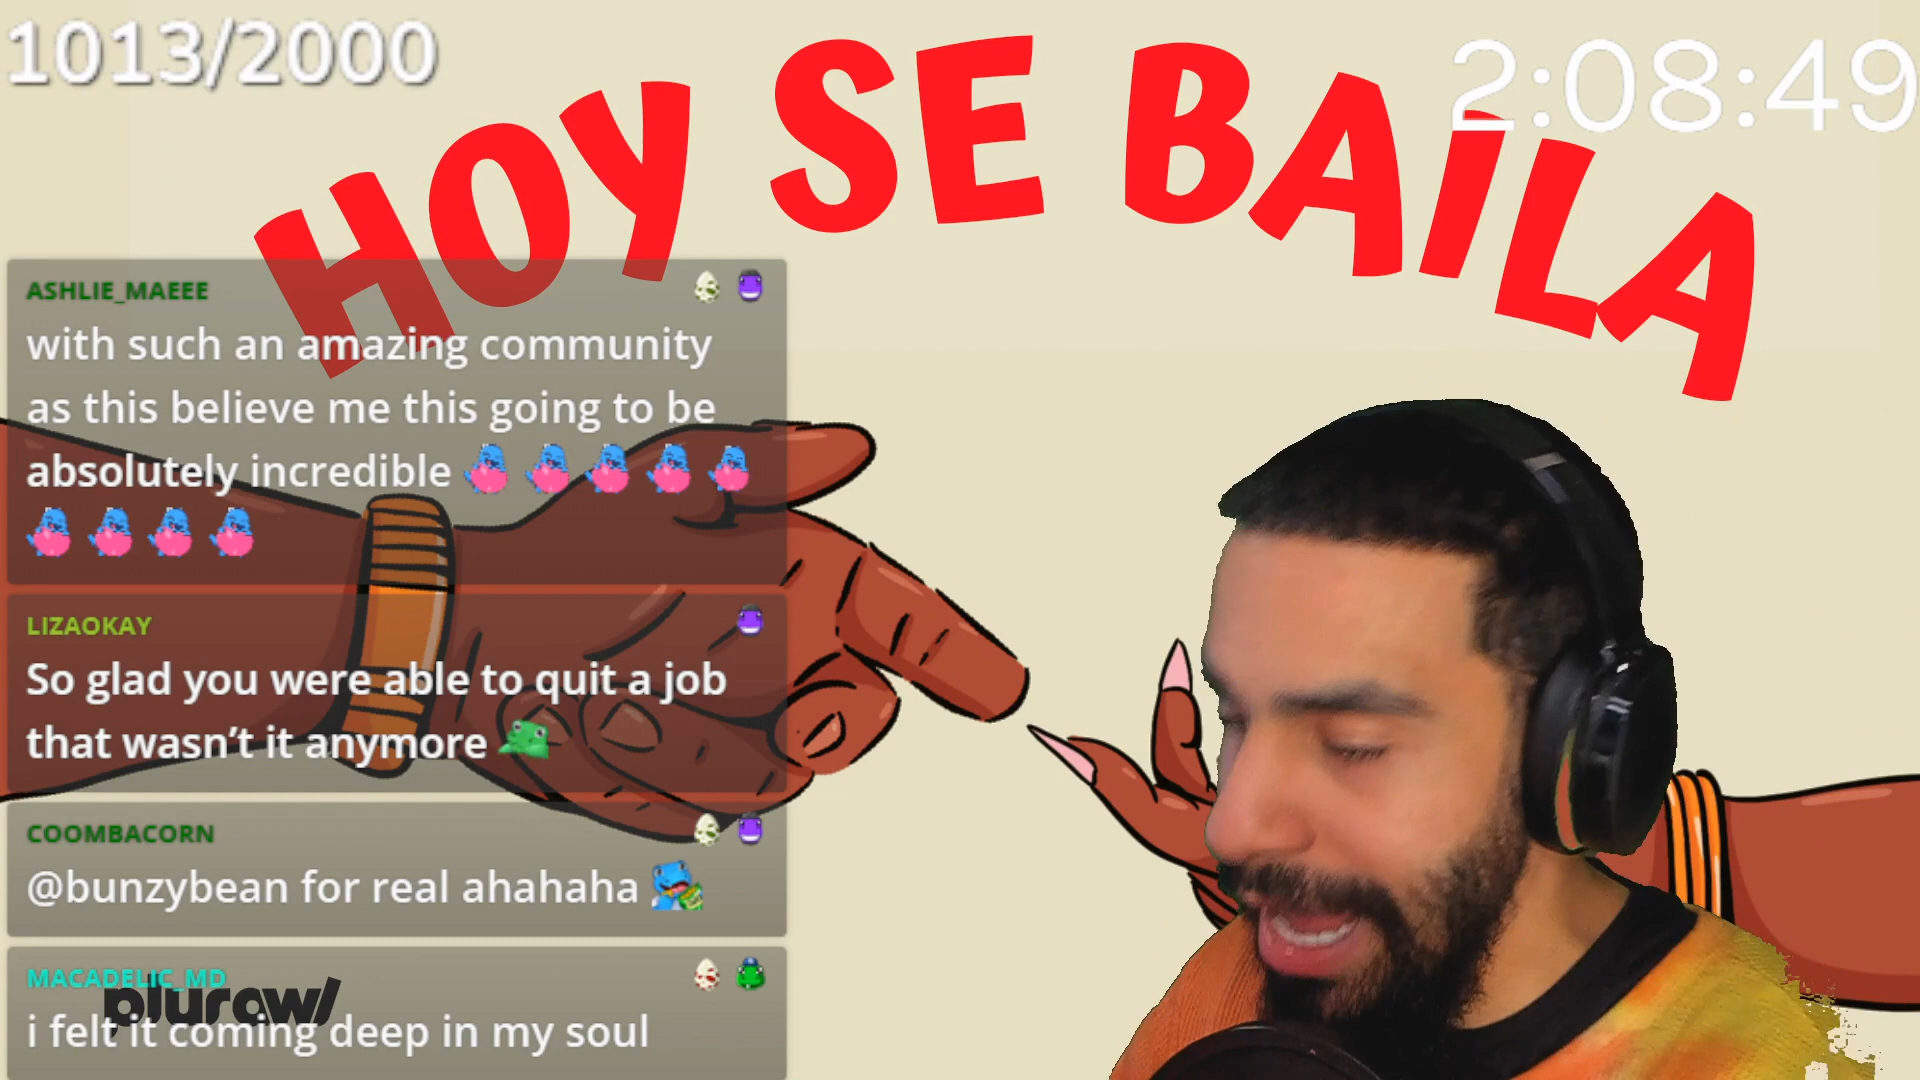 1013/2000
2:08:49
HOY SE BAILA
ASHLIE_MAEEE
with such an amazing community
as this believe me this going to be
absolutely incredible
LIZAOKAY
So glad you were able to quit a job
that wasn’t it anymore
COOMBACORN
@bunzybean for real ahahaha
MACADELIC_MD
plurawl
i felt it coming deep in my soul